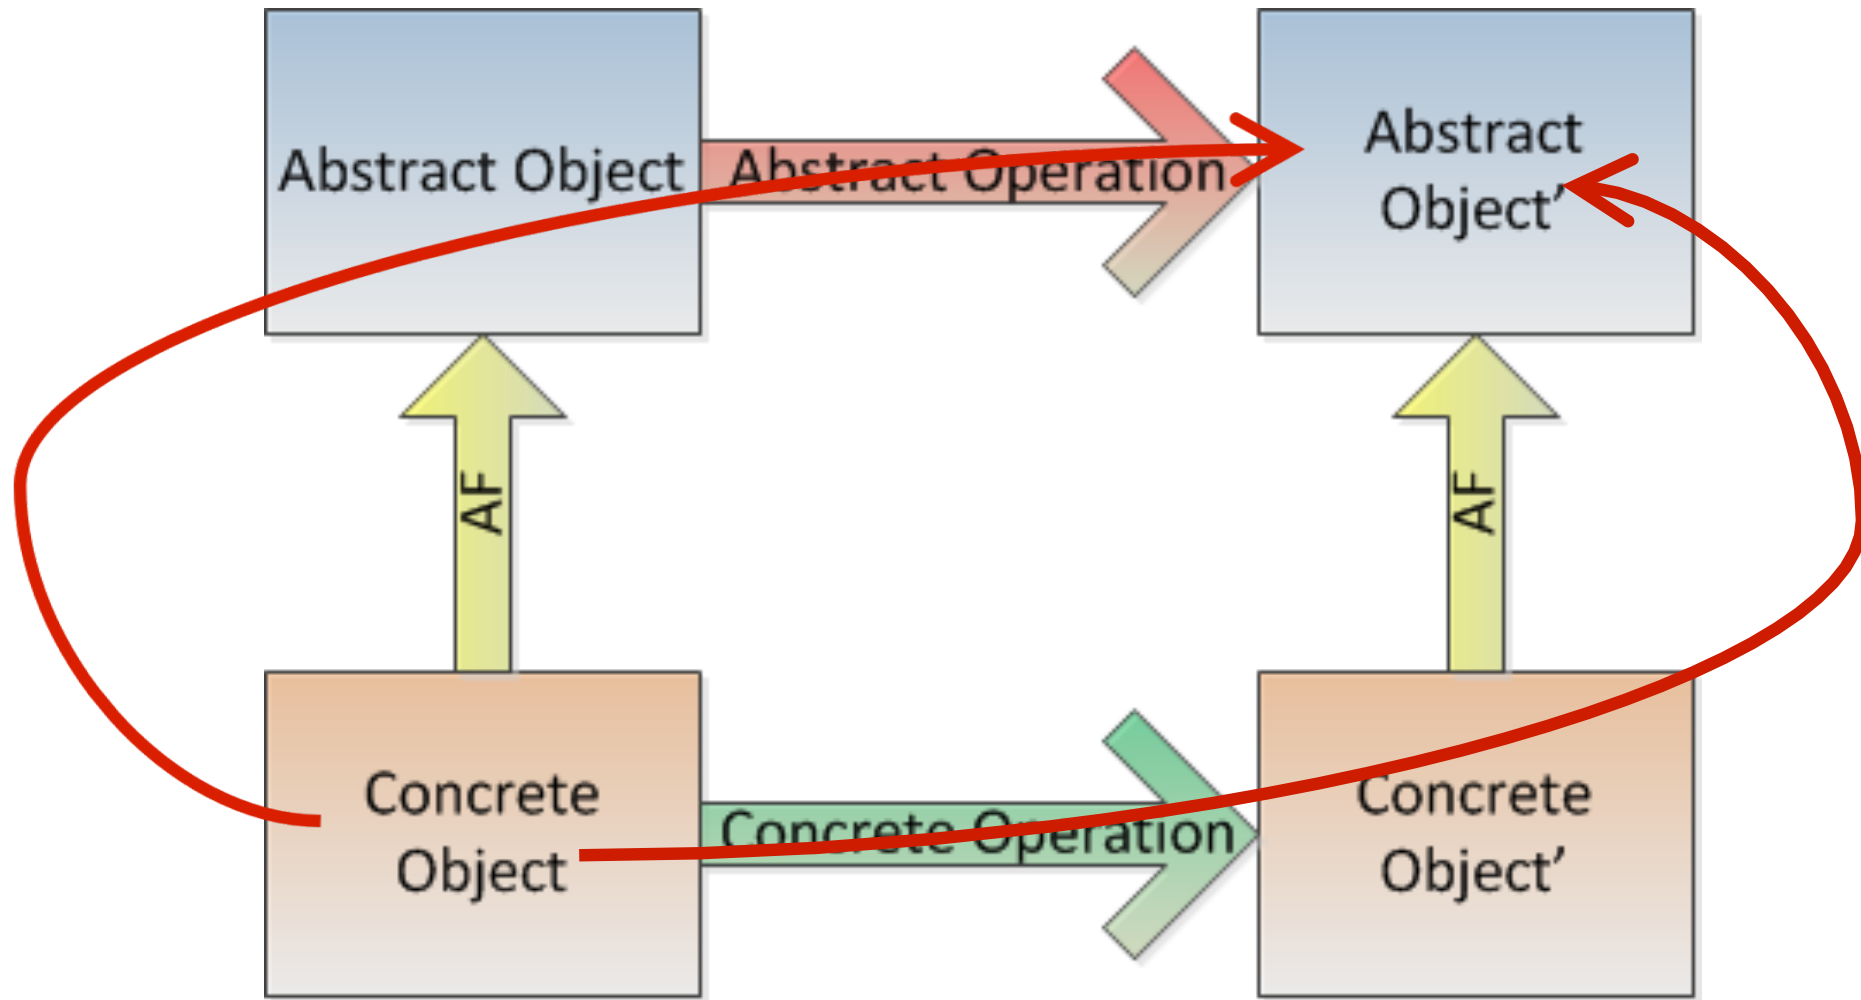 Abstract Object
Abstract Operation
Abstract
Object’
AF
AF
Concrete
Object
Concrete Operation
Concrete
Object’